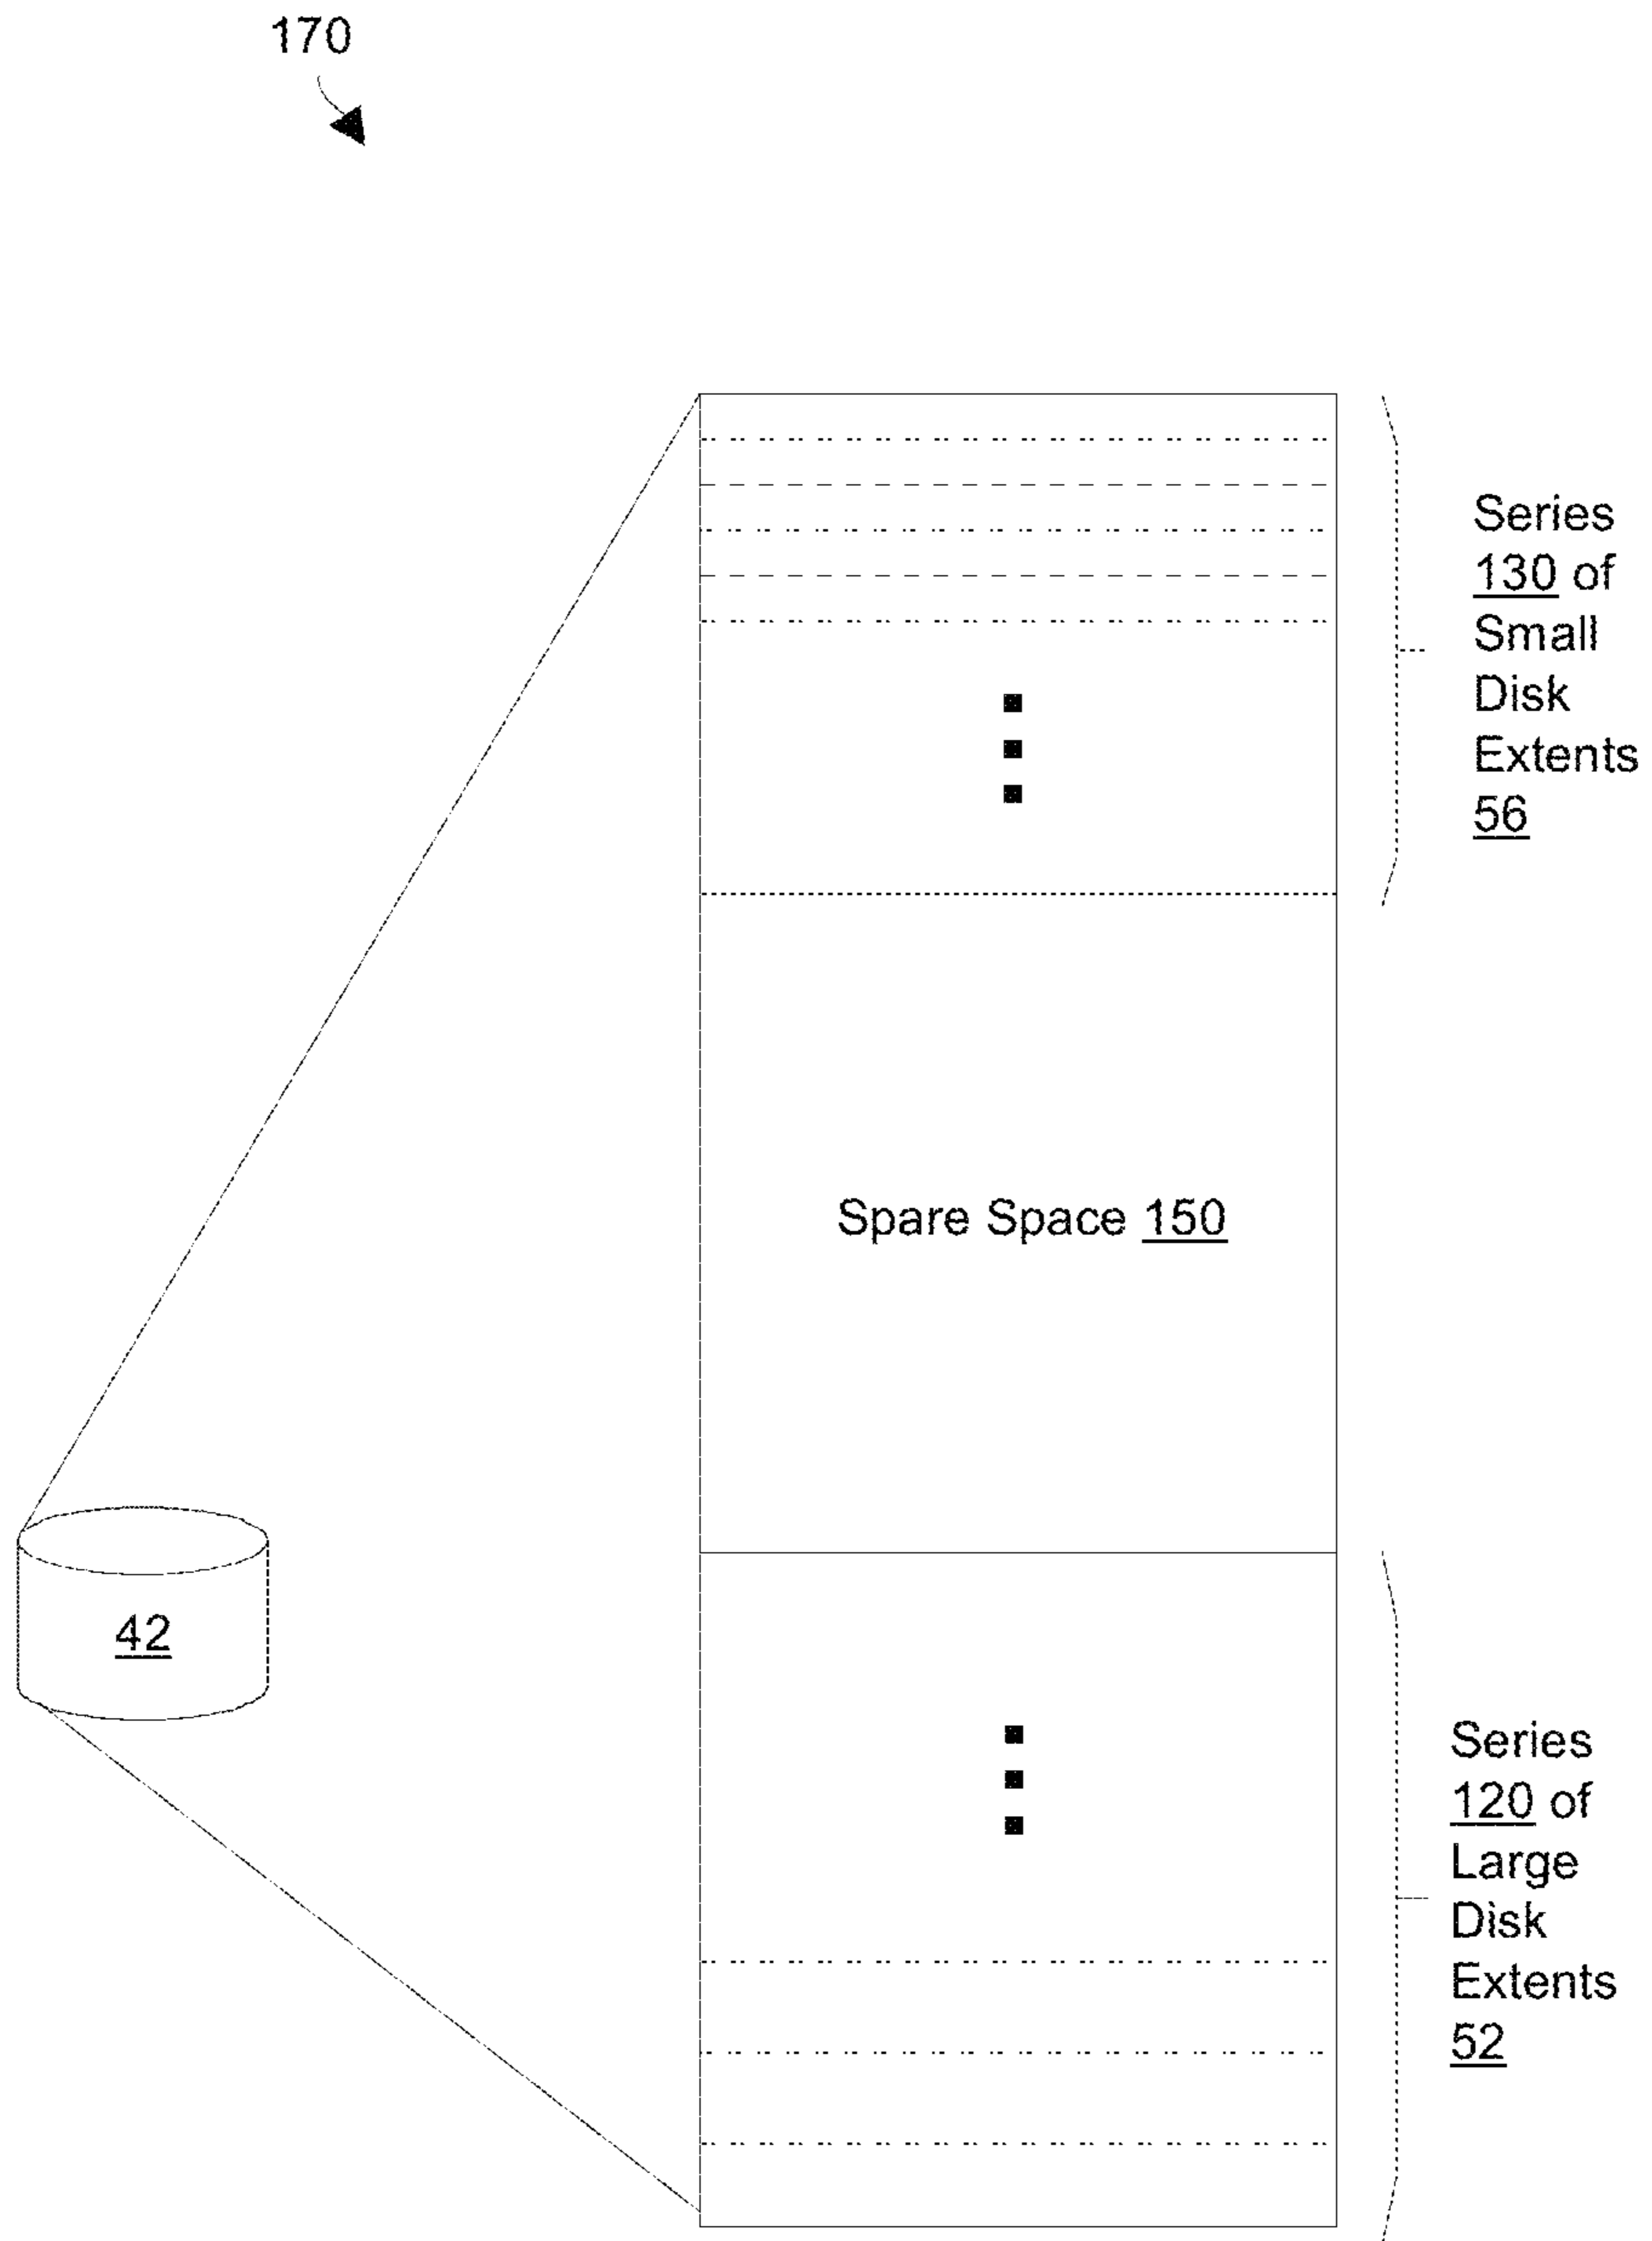 170
Series
130 of
Small
Disk
Extents
56
Spare Space 150
42
Series
120 of
Large
Disk
Extents
52